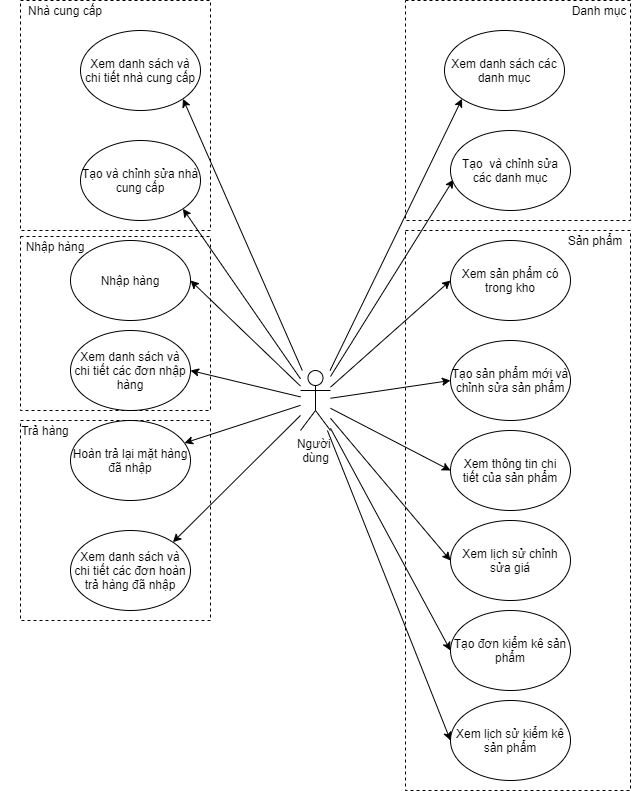 Nhà cung cấp
Xem danh sách và
chi tiết nhà cung cấp
Tạo và chỉnh sửa nhà
cung cấp
Nhập hàng
Nhập hàng
Xem danh sách và
chi tiết các đơn nhập
hàng
Trả hàng
Hoàn trả lại mặt hàng
đã nhập
Xem danh sách và
chi tiết các đơn hoàn
trả hàng đã nhập
Người
dùng
Danh mục
Xem danh sách các
danh mục
Tạo và chỉnh sửa
các danh mục
Sản phẩm
Xem sản phẩm có
trong kho
Tạo sản phẩm mới và
chỉnh sửa sản phẩm
Xem thông tin chi
tiết của sản phẩm
Xem lịch sử chỉnh
sửa giá
Tạo đơn kiểm kê sản
phẩm
Xem lịch sử kiểm kê
sản phẩm